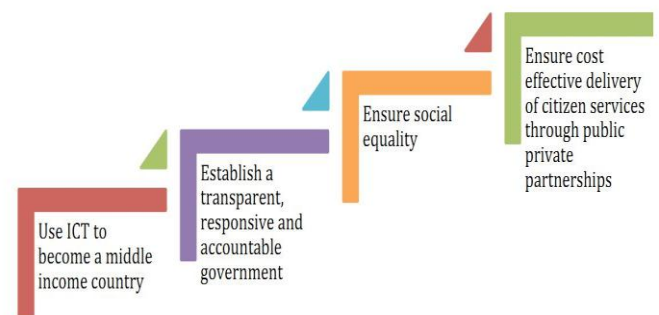 Use ICT to
become a middle
income country
Establish a
transparent,
responsive and
accountable
government
Ensure social
equality
Ensure cost
effective delivery
of citizen services
through public
private
partnerships